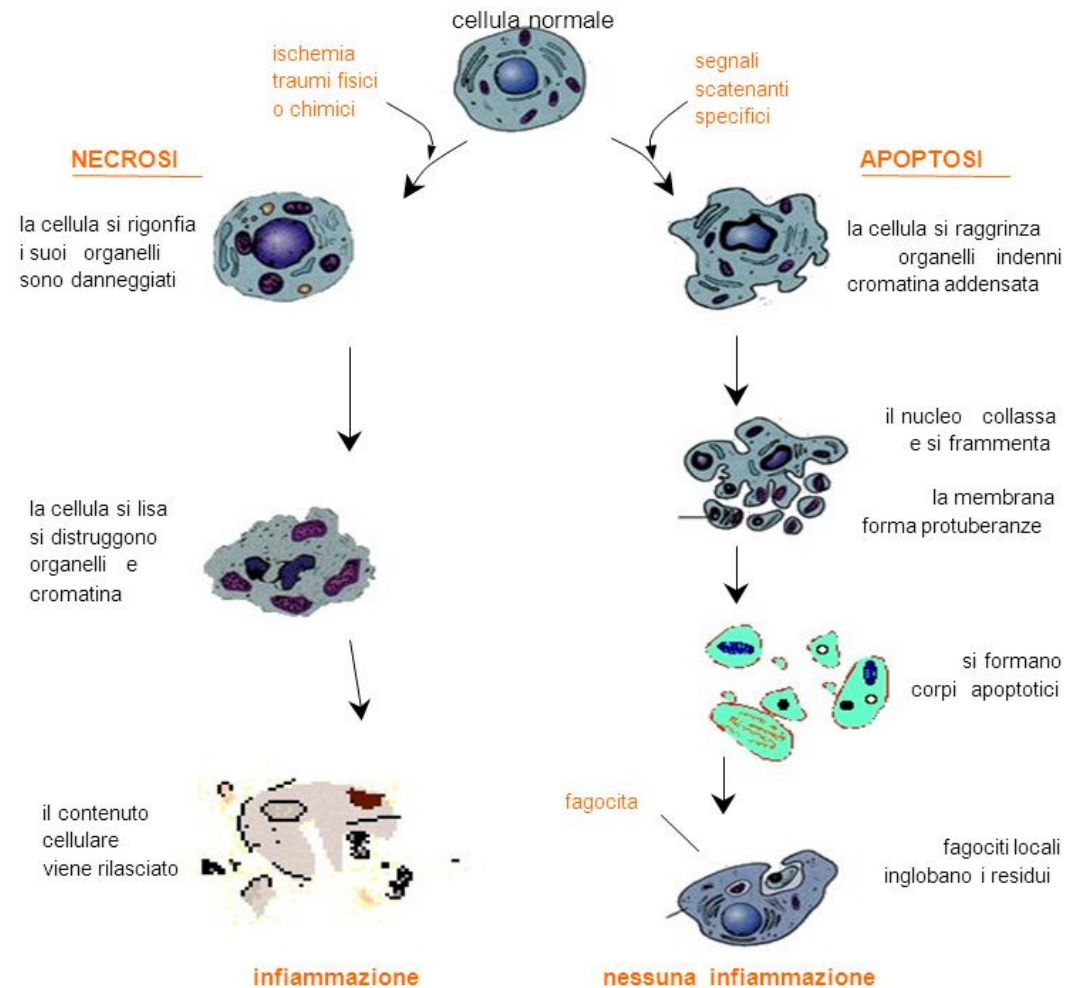 cellula normale
ischemia
traumi fisici
o chimici
segnali
scatenanti
specifici
NECROSI
APOPTOSI
la cellula si rigonfia
i suoi organelli
sono danneggiati
la cellula si raggrinza
organelli indenni
cromatina addensata
il nucleo collassa
e si frammenta
la membrana
forma protuberanze
la cellula si lisa
si distruggono
organelli e
cromatina
si formano
corpi apoptotici
il contenuto
cellulare
viene rilasciato
fagocita
fagociti locali
inglobano i residui
infiammazione
nessuna infiammazione